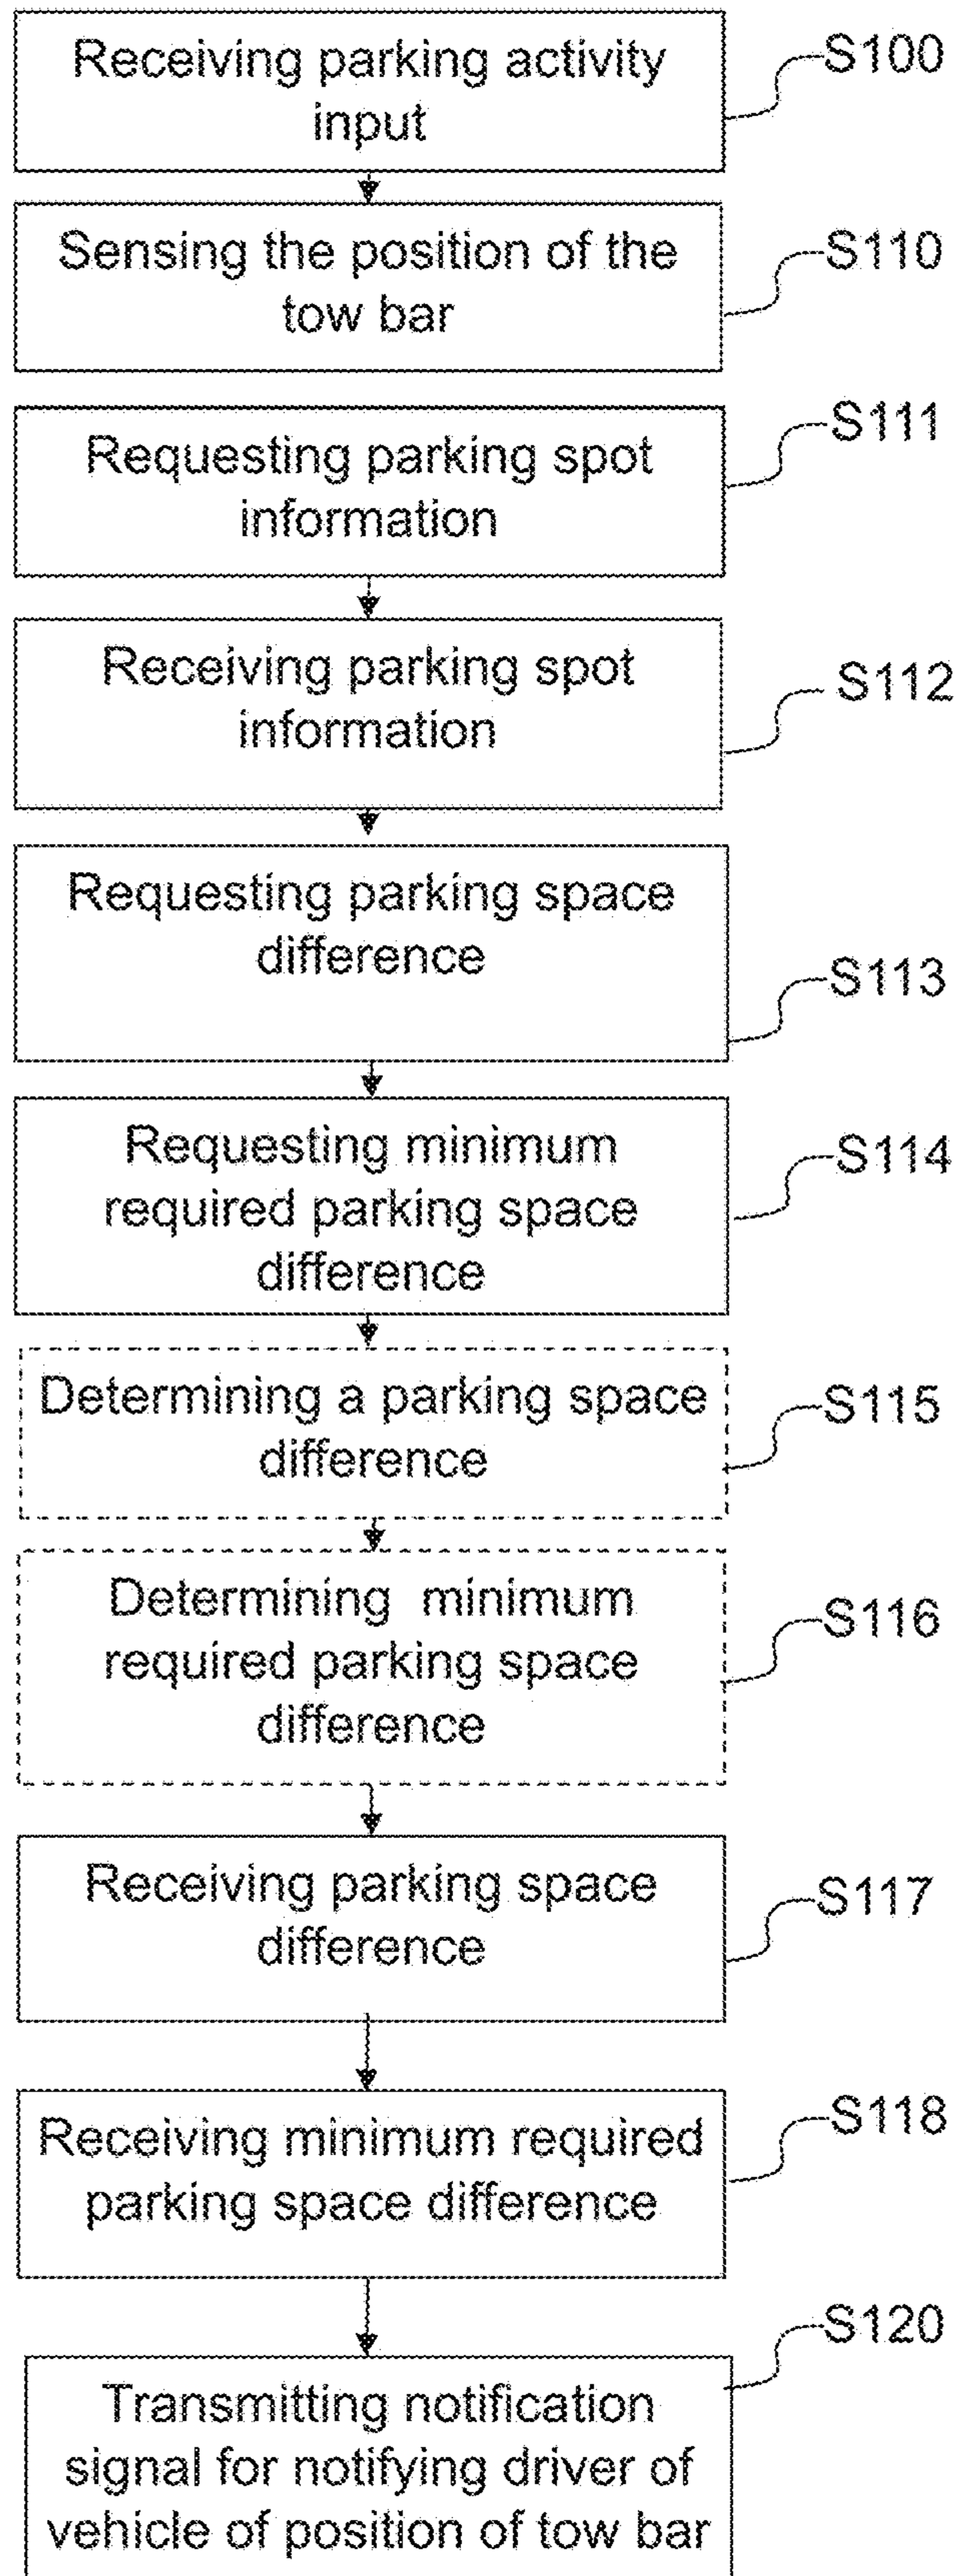 Receiving parking activity
input
S100
Sensing the position of the
tow bar
S110
Requesting parking spot
information
S111
Receiving parking spot
information
S112
Requesting parking space
difference
S113
Requesting minimum
required parking space
difference
S114
Determining a parking space
difference
S115
Determining minimum
required parking space
difference
S116
Receiving parking space
difference
S117
Receiving minimum required
parking space difference
S118
Transmitting notification
signal for notifying driver of
vehicle of position of tow bar
S120